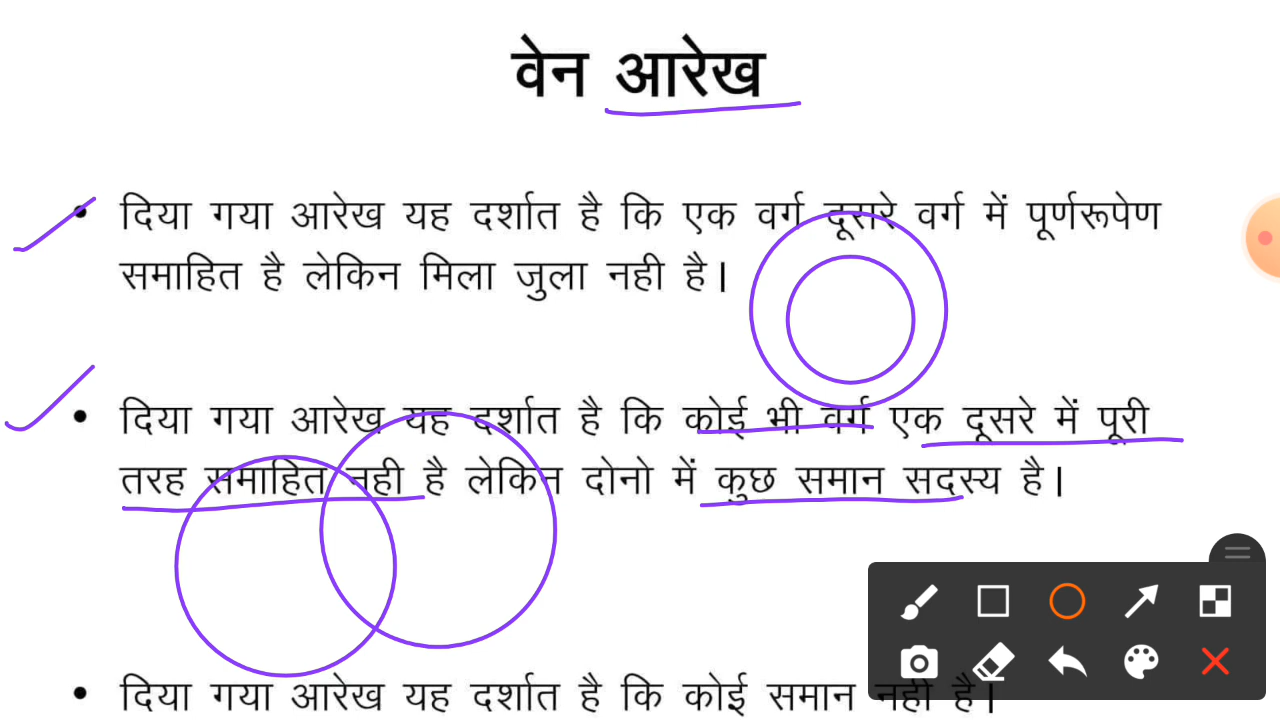 वेन आरेख
• दिया गया आरेख यह दर्शात है कि एक वर्ग दूसरे वर्ग में पूर्णरूपेण
समाहित है लेकिन मिला जुला नही है।
• दिया गया आरेख यह दर्शात है कि कोई भी वर्ग एक दूसरे में पूरी
तरह समाहित नही है लेकिन दोनो में कुछ समान सदस्य है।
• दिया गया आरेख यह दर्शात है कि कोई समान नही है।